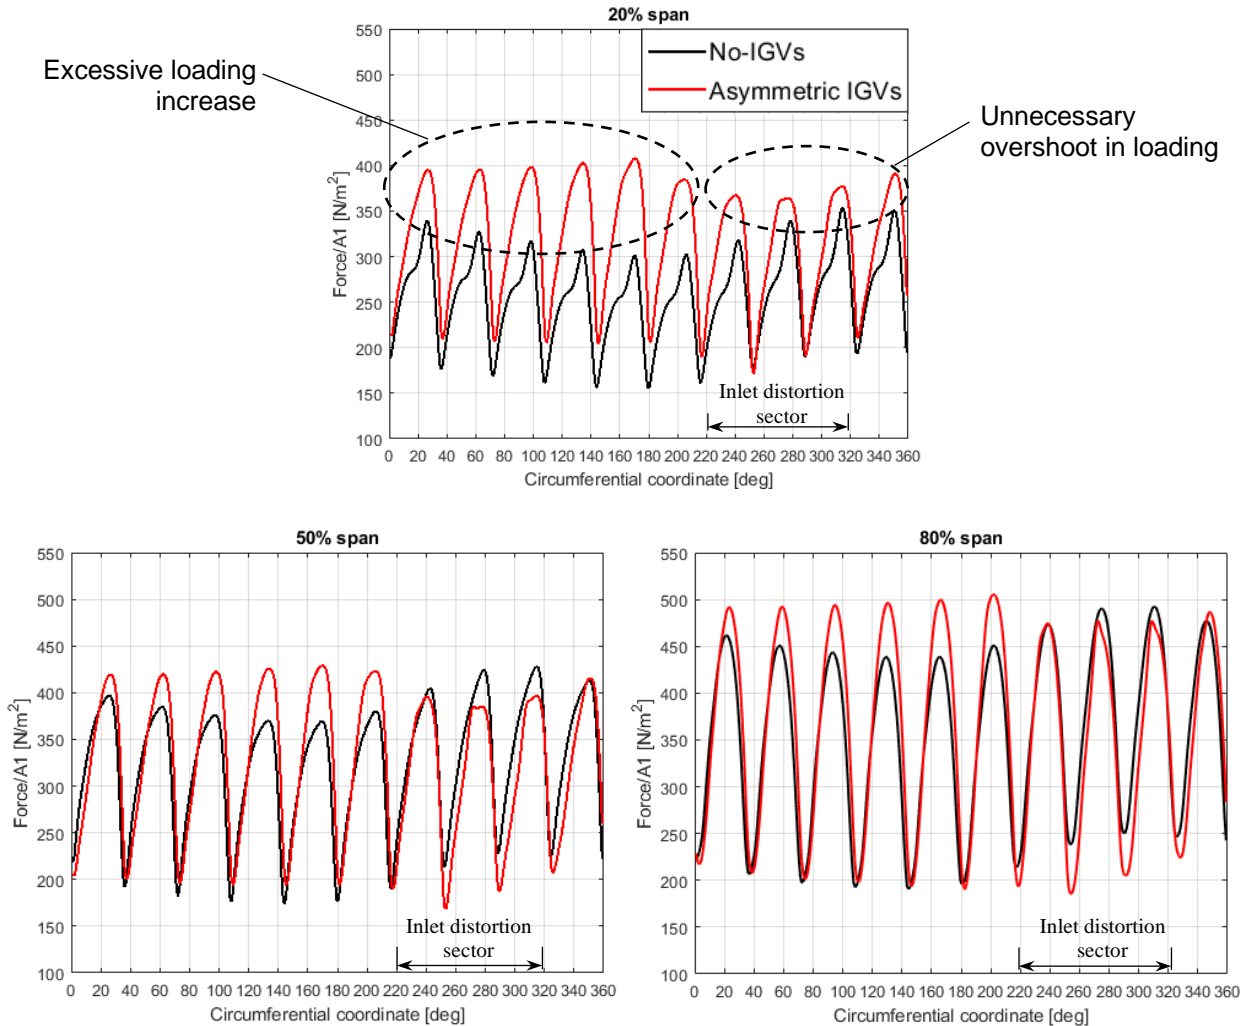 20% span
No-IGVs
Asymmetric IGVs
Excessive loading
increase
Unnecessary
overshoot in loading
Force/A1 [N/m²]
550
500
450
400
350
300
250
200
150
100
Inlet distortion
sector
0 20 40 60 80 100 120 140 160 180 200 220 240 260 280 300 320 340 360
Circumferential coordinate [deg]
50% span
Force/A1 [N/m²]
550
500
450
400
350
300
250
200
150
100
Inlet distortion
sector
0 20 40 60 80 100 120 140 160 180 200 220 240 260 280 300 320 340 360
Circumferential coordinate [deg]
80% span
Force/A1 [N/m²]
550
500
450
400
350
300
250
200
150
100
Inlet distortion
sector
0 20 40 60 80 100 120 140 160 180 200 220 240 260 280 300 320 340 360
Circumferential coordinate [deg]